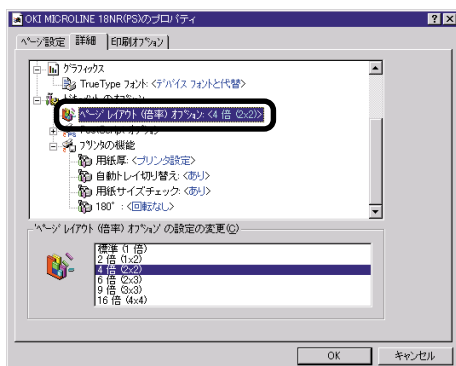 OKI MICROLINE 18NR(PS)のプロパティ
ページ設定 詳細 印刷オプション
グラフィックス
TrueType フォント: <デバイス フォントと代替>
ページ レイアウト (倍率) オプション: <4 倍 (2x2)>
プリンタの機能
用紙厚: <プリンタ設定>
自動トレイ切り替え: <あり>
用紙サイズチェック: <あり>
180°: <回転なし>
'ページ レイアウト (倍率) オプション' の設定の変更(C)
標準 (1 倍)
2 倍 (1x2)
4 倍 (2x2)
6 倍 (2x3)
9 倍 (3x3)
16 倍 (4x4)
OK キャンセル